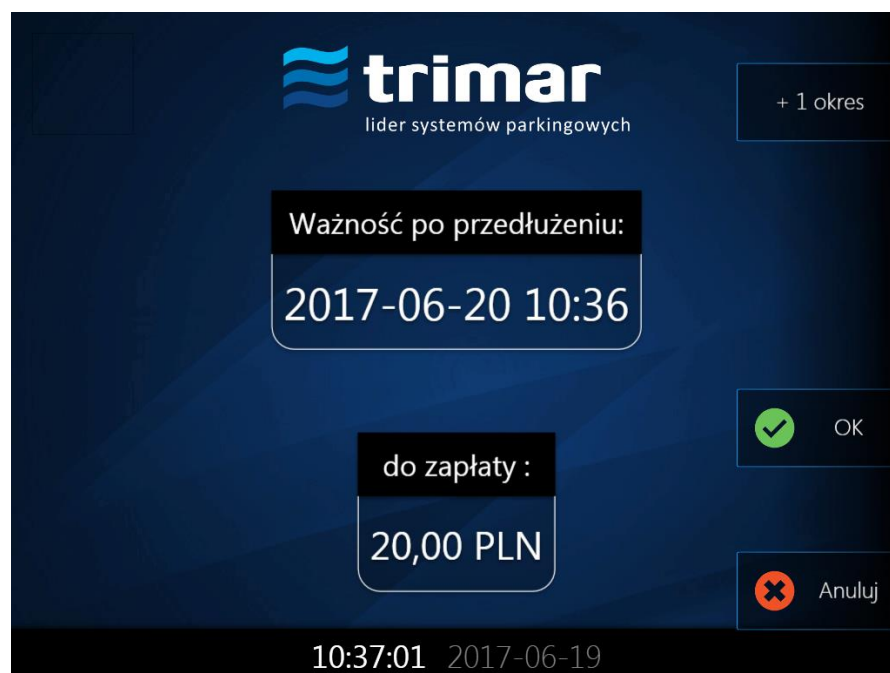 trimar
lider systemów parkingowych
+ 1 okres
Ważność po przedłużeniu:
2017-06-20 10:36
OK
do zapłaty :
20,00 PLN
Anuluj
10:37:01 2017-06-19